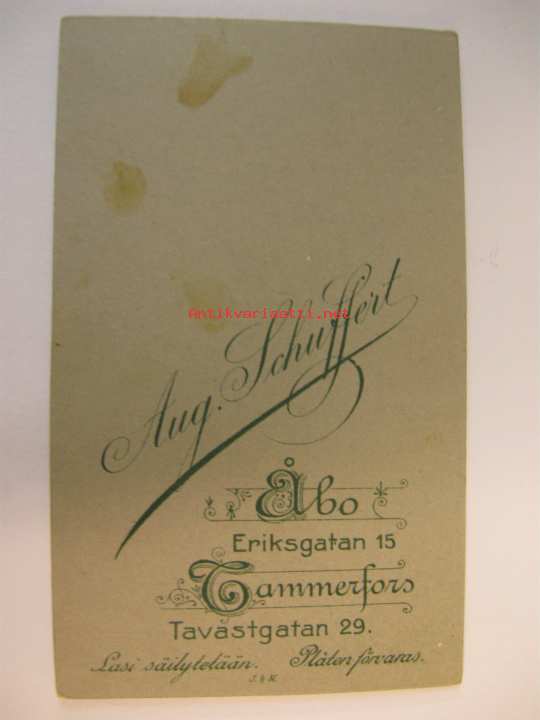 Antikvariaatti.net
Aug. Schuffert
Åbo
Eriksgatan 15
Tammerfors
Tavastgatan 29.
Lasi säilytetään. Plåten förvaras.